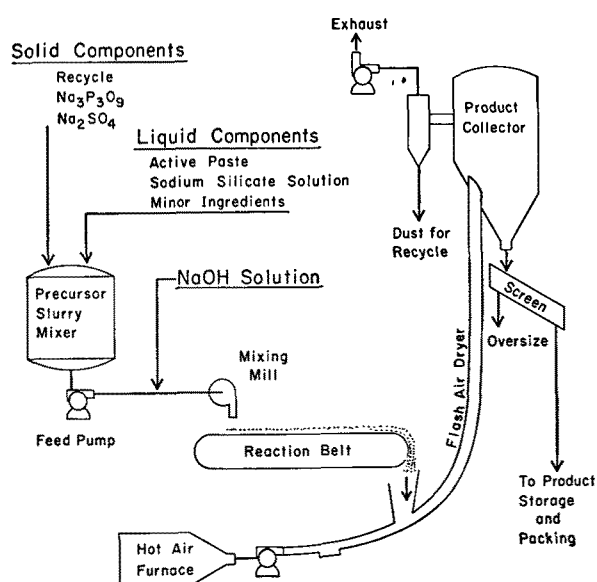 Exhaust
Solid Components
Recycle
Na3P3O9
Na2SO4
Liquid Components
Active Paste
Sodium Silicate Solution
Minor Ingredients
Product
Collector
Dust for
Recycle
Precursor
Slurry
Mixer
NaOH Solution
Screen
Oversize
Mixing
Mill
Flash Air Dryer
Feed Pump
Reaction Belt
To Product
Storage
and
Packing
Hot Air
Furnace